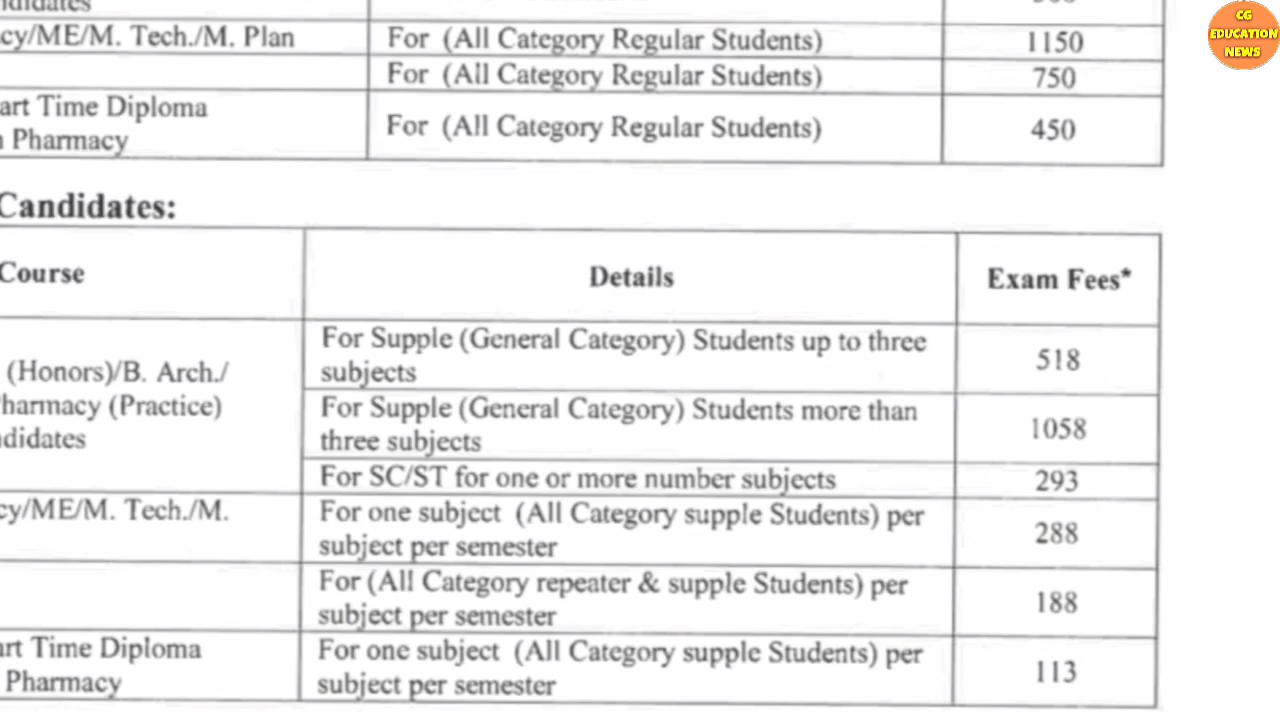 cy/ME/M. Tech./M. Plan
For (All Category Regular Students)
1150
For (All Category Regular Students)
750
art Time Diploma
Pharmacy
For (All Category Regular Students)
450
Candidates:
Course
Details
Exam Fees*
(Honors)/B. Arch./
harmacy (Practice)
didates
For Supple (General Category) Students up to three
subjects
518
For Supple (General Category) Students more than
three subjects
1058
For SC/ST for one or more number subjects
293
cy/ME/M. Tech./M.
For one subject (All Category supple Students) per
subject per semester
288
For (All Category repeater & supple Students) per
subject per semester
188
rt Time Diploma
Pharmacy
For one subject (All Category supple Students) per
subject per semester
113
CG
EDUCATION
NEWS